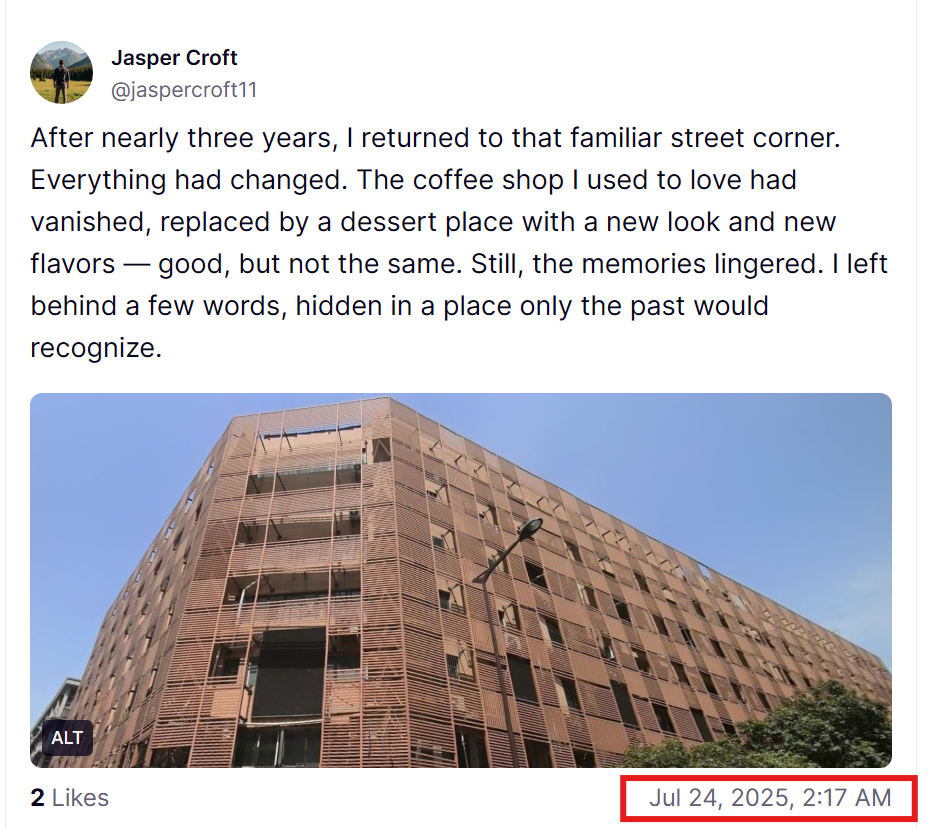 Jasper Croft
@jaspercroft11
After nearly three years, I returned to that familiar street corner.
Everything had changed. The coffee shop I used to love had
vanished, replaced by a dessert place with a new look and new
flavors — good, but not the same. Still, the memories lingered. I left
behind a few words, hidden in a place only the past would
recognize.
ALT
2 Likes
Jul 24, 2025, 2:17 AM